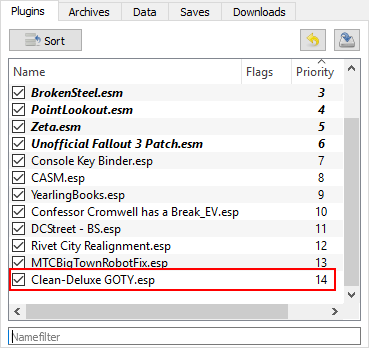 Plugins Archives Data Saves Downloads
Sort
Name Flags Priority
BrokenSteel.esm 3
PointLookout.esm 4
Zeta.esm 5
Unofficial Fallout 3 Patch.esm 6
Console Key Binder.esp 7
CASM.esp 8
YearlingBooks.esp 9
Confessor Cromwell has a Break_EV.esp 10
DCStreet - BS.esm 11
Rivet City Realignment.esp 12
MTCBigTownRobotFix.esp 13
Clean-Deluxe GOTY.esp 14
Namefilter